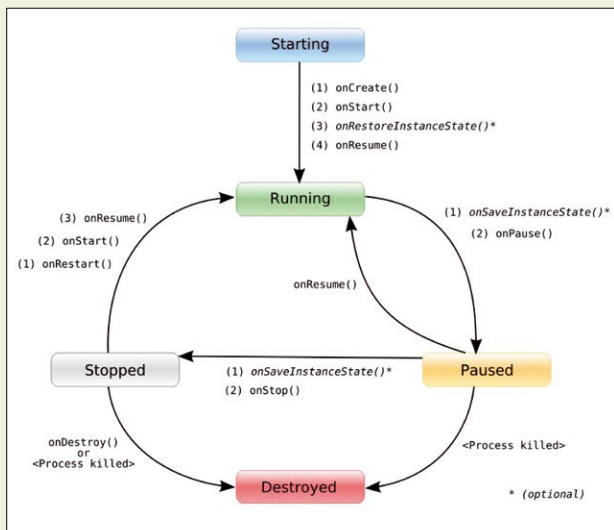 Starting
(1) onCreate()
(2) onStart()
(3) onRestoreInstanceState()*
(4) onResume()
Running
(3) onResume()
(2) onStart()
(1) onRestart()
(1) onSaveInstanceState()*
(2) onPause()
onResume()
Stopped
(1) onSaveInstanceState()*
(2) onStop()
Paused
onDestroy()
or
<Process killed>
<Process killed>
Destroyed
* (optional)